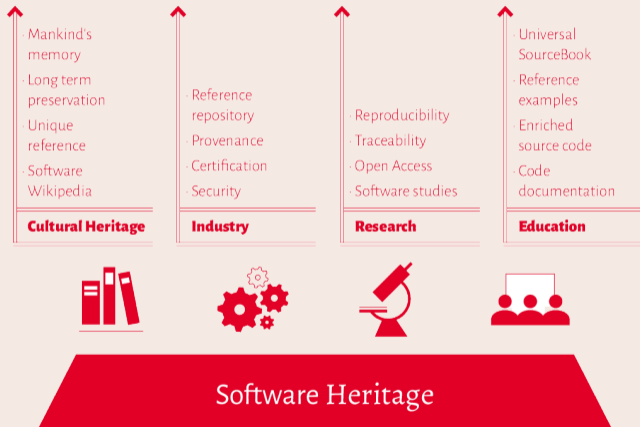 · Mankind's
memory
· Long term
preservation
· Unique
reference
· Software
Wikipedia
Cultural Heritage
· Reference
repository
· Provenance
· Certification
· Security
Industry
· Reproducibility
· Traceability
· Open Access
· Software studies
Research
· Universal
SourceBook
· Reference
examples
· Enriched
source code
· Code
documentation
Education
Software Heritage